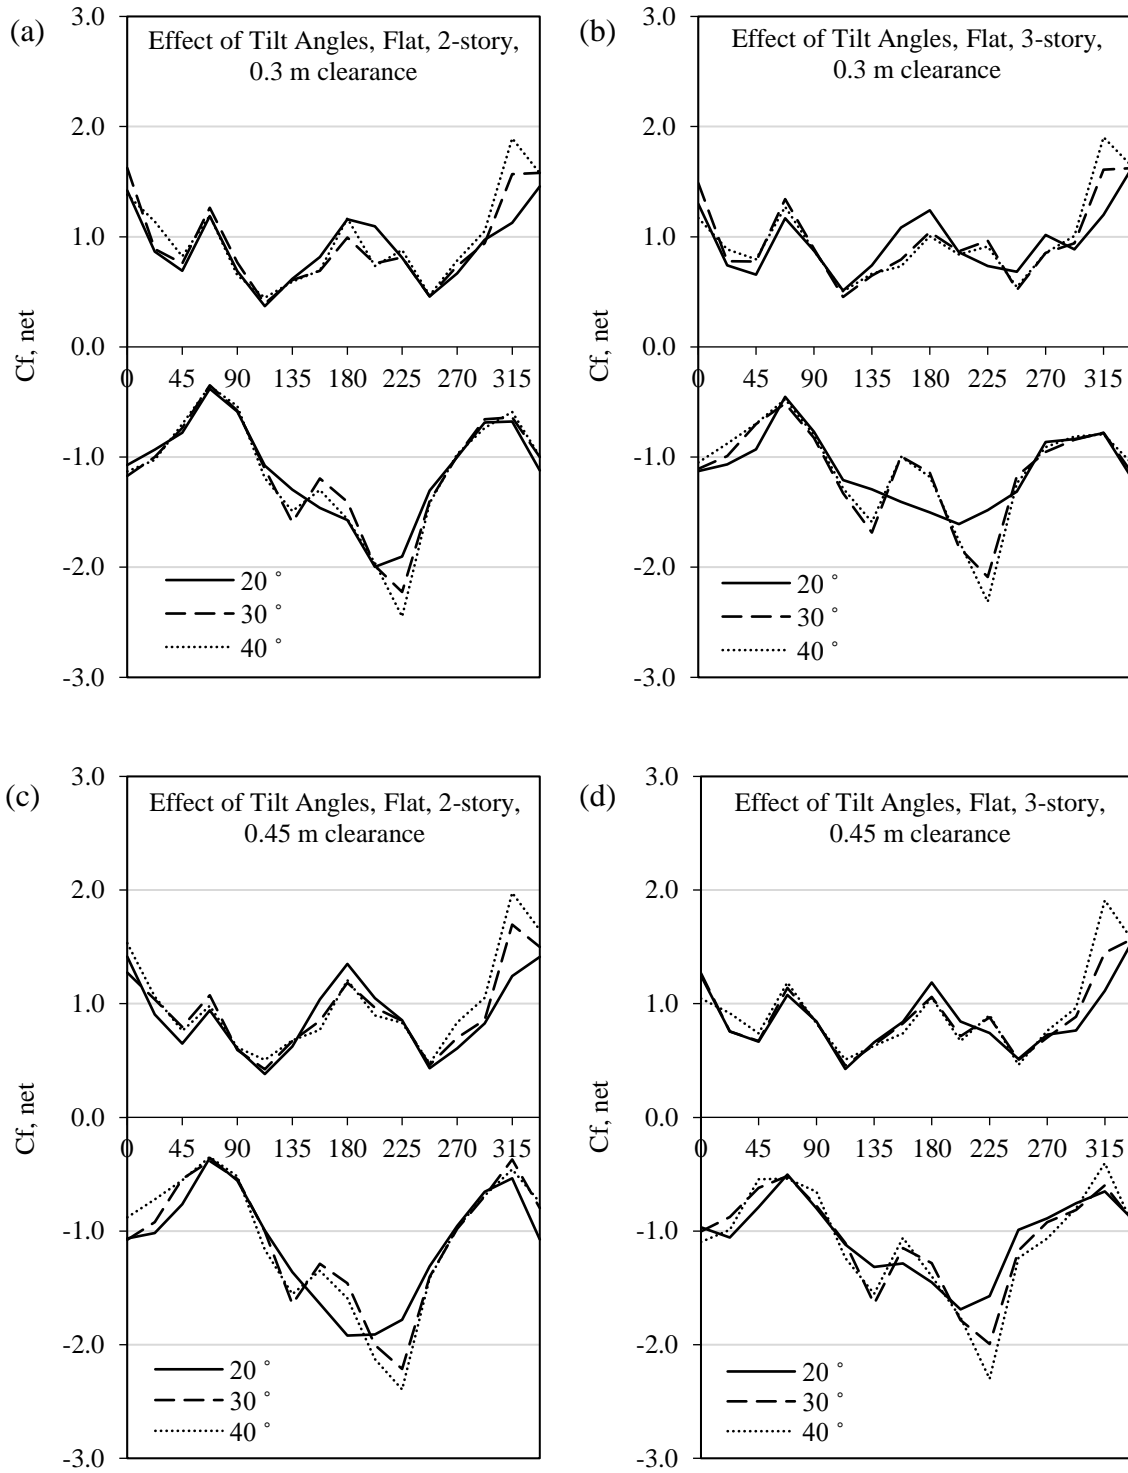 (a)
Effect of Tilt Angles, Flat, 2-story,
0.3 m clearance
3.0
2.0
1.0
0.0
-1.0
-2.0
-3.0
Cf, net
0 45 90 135 180 225 270 315
20 °
30 °
40 °
(b)
Effect of Tilt Angles, Flat, 3-story,
0.3 m clearance
3.0
2.0
1.0
0.0
-1.0
-2.0
-3.0
Cf, net
0 45 90 135 180 225 270 315
20 °
30 °
40 °
(c)
Effect of Tilt Angles, Flat, 2-story,
0.45 m clearance
3.0
2.0
1.0
0.0
-1.0
-2.0
-3.0
Cf, net
0 45 90 135 180 225 270 315
20 °
30 °
40 °
(d)
Effect of Tilt Angles, Flat, 3-story,
0.45 m clearance
3.0
2.0
1.0
0.0
-1.0
-2.0
-3.0
Cf, net
0 45 90 135 180 225 270 315
20 °
30 °
40 °